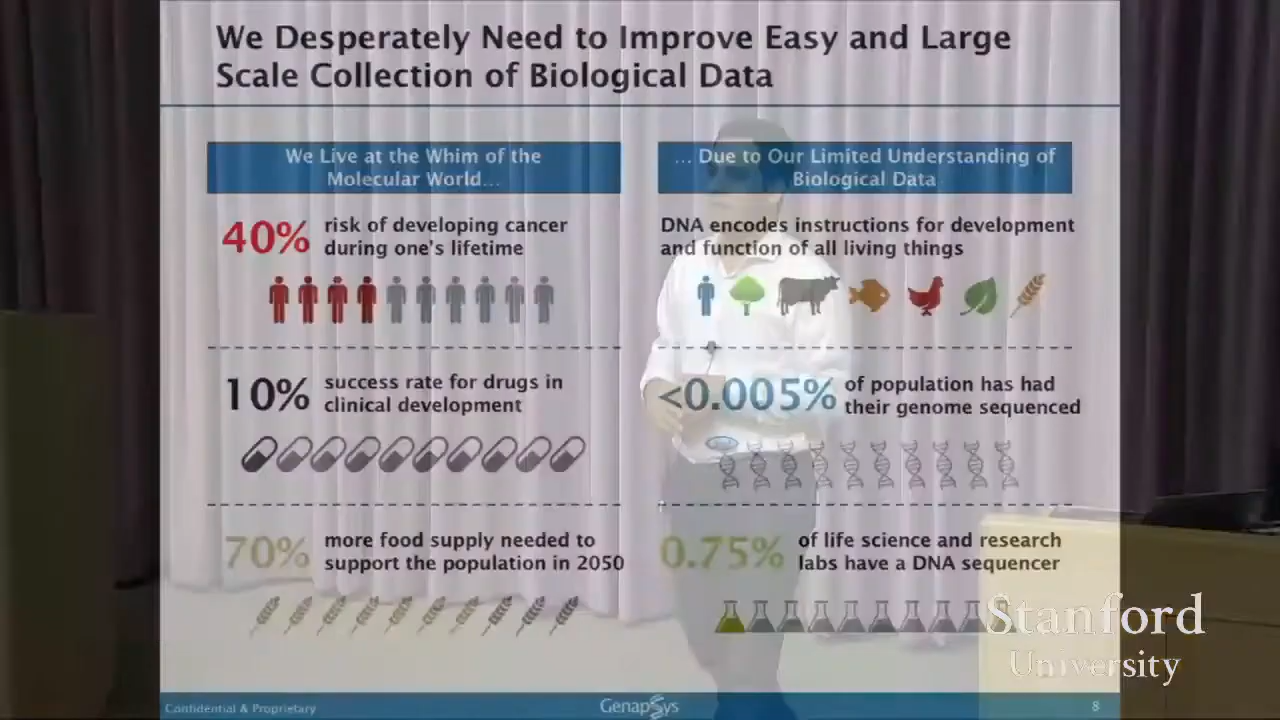 We Desperately Need to Improve Easy and Large
Scale Collection of Biological Data
We Live at the Whim of the
Molecular World...
40%
risk of developing cancer
during one's lifetime
10%
success rate for drugs in
clinical development
70%
more food supply needed to
support the population in 2050
... Due to Our Limited Understanding of
Biological Data
DNA encodes instructions for development
and function of all living things
<0.005%
of population has had
their genome sequenced
0.75%
of life science and research
labs have a DNA sequencer
Stanford
University
Confidential & Proprietary
GenapSys
8